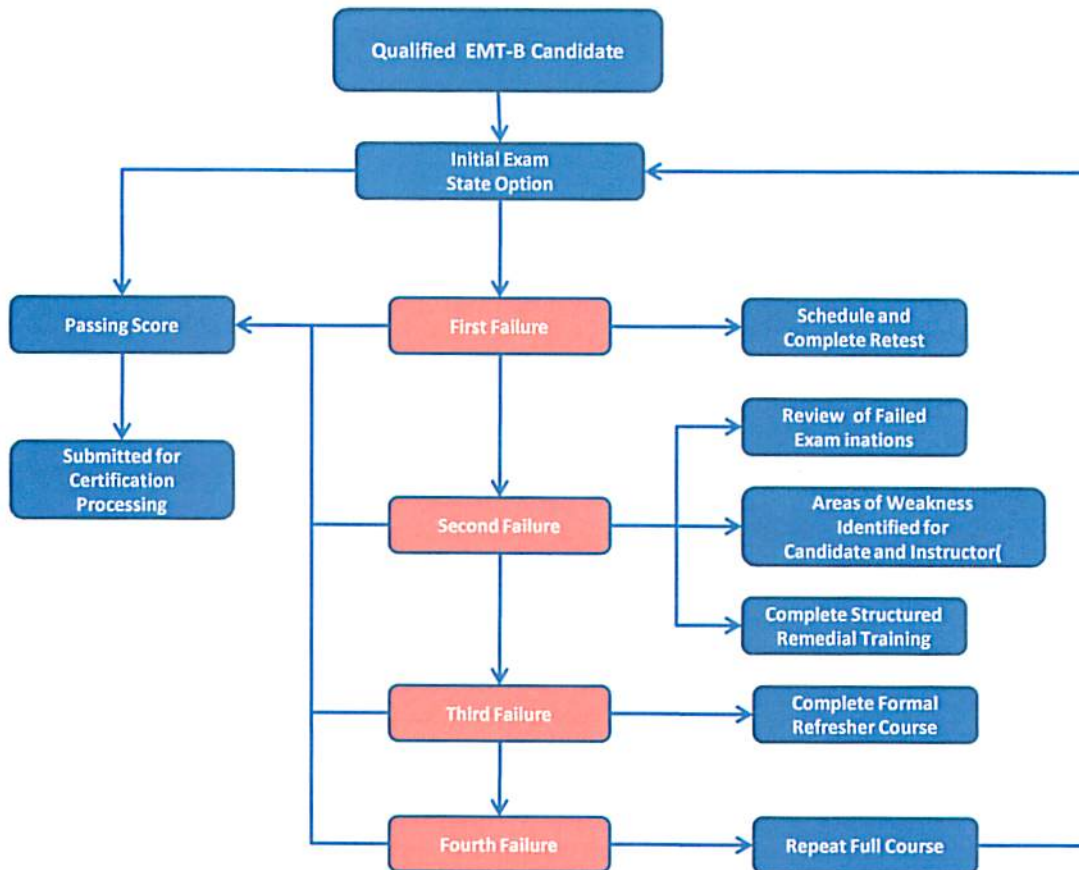 Qualified EMT-B Candidate
Initial Exam
State Option
Passing Score
First Failure
Schedule and
Complete Retest
Submitted for
Certification
Processing
Second Failure
Review of Failed
Exam inations
Areas of Weakness
Identified for
Candidate and Instructor(
Complete Structured
Remedial Training
Third Failure
Complete Formal
Refresher Course
Fourth Failure
Repeat Full Course